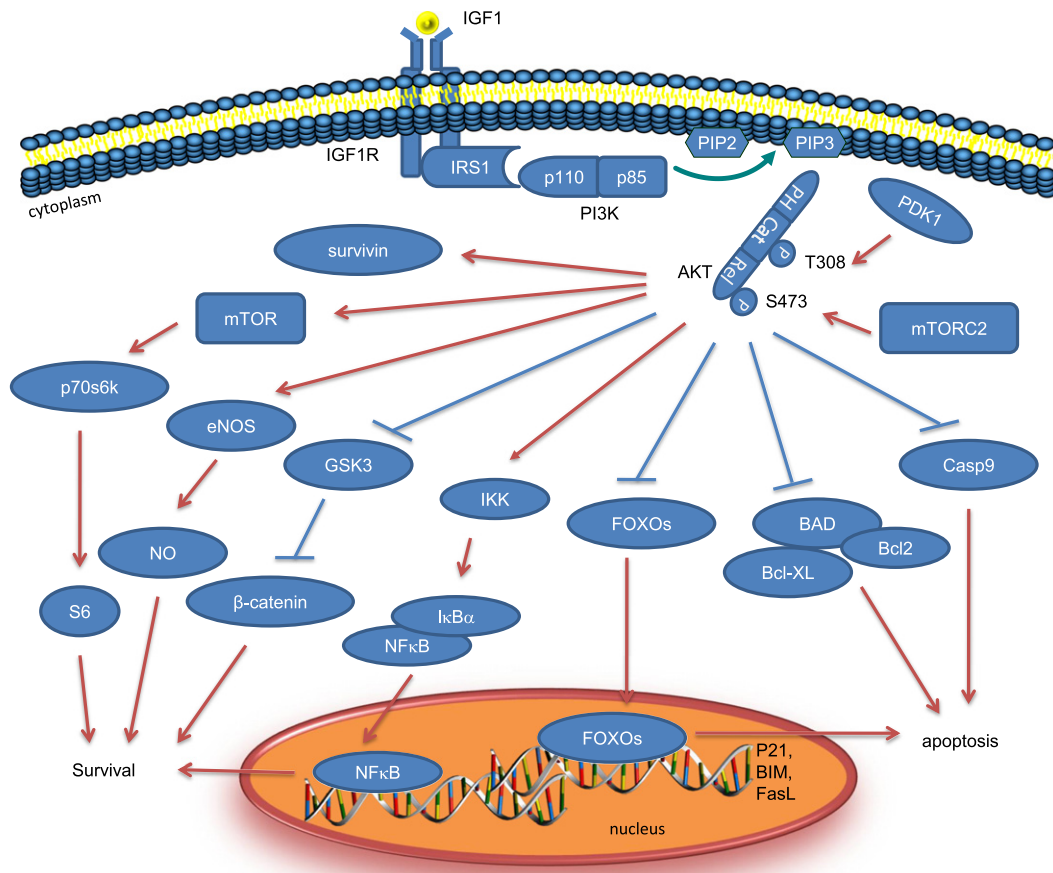 IGF1
IGF1R
IRS1
p110
p85
PI3K
PIP2
PIP3
cytoplasm
PH
Cat
Rel
P
T308
P
S473
AKT
PDK1
mTORC2
survivin
mTOR
p70s6k
eNOS
GSK3
IKK
FOXOs
BAD
Bcl2
Bcl-XL
Casp9
NO
S6
β-catenin
IκBα
NFκB
Survival
NFκB
FOXOs
P21,
BIM,
FasL
nucleus
apoptosis